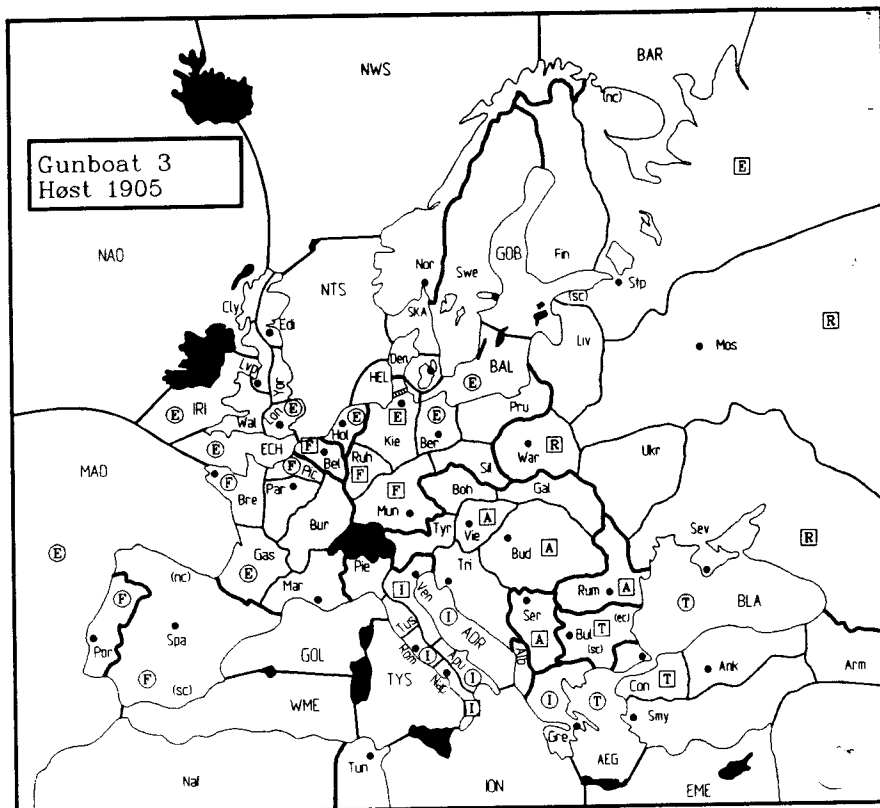 NWS
BAR
(nc)
Gunboat 3
Høst 1905
E
NAO
Nor
Swe
GOB
Fin
(sc)
Stp
NTS
SKA
R
Cly
Edi
Mos
Den
BAL
Liv
Lvp
Yor
HEL
E
IRI
E
Wal
Lon
E
Hol
E
Kie
E
Ber
E
Pru
War
R
Ukr
MAO
E
ECH
F
Bel
Ruh
F
Sil
Gal
F
Pic
F
Bre
Par
Bur
Mun
F
Boh
Vie
A
Tyr
Bud
A
Sev
R
E
Gas
E
Mar
Pie
I
Ven
Tri
Rum
A
T
BLA
(nc)
F
Por
Spa
(sc)
F
GOL
Tus
Rom
I
ADR
I
Apu
I
Nap
I
Ser
A
Alb
Bul
T
(ec)
(sc)
Con
T
Ank
Arm
WME
TYS
I
Gre
T
Smy
Naf
Tun
ION
AEG
EME